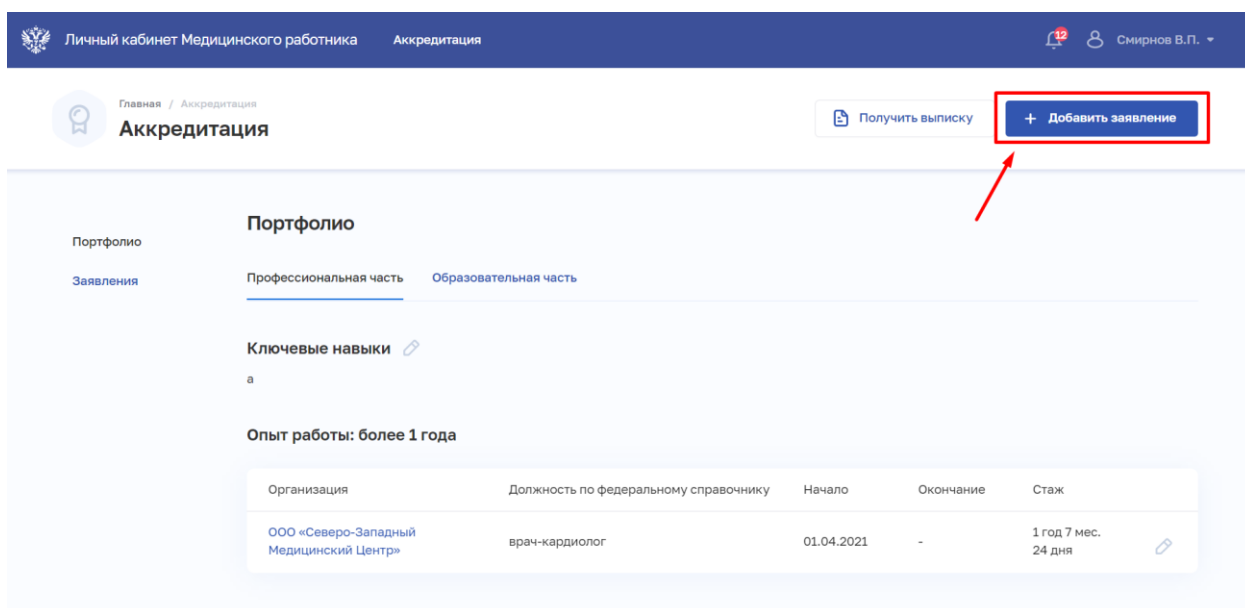 Личный кабинет Медицинского работника Аккредитация 12 Смирнов В.П.
Главная / Аккредитация
Аккредитация
Получить выписку + Добавить заявление
Портфолио
Портфолио
Заявления
Профессиональная часть Образовательная часть
Ключевые навыки
а
Опыт работы: более 1 года
Организация Должность по федеральному справочнику Начало Окончание Стаж
ООО «Северо-Западный
Медицинский Центр»
врач-кардиолог 01.04.2021 -
1 год 7 мес.
24 дня